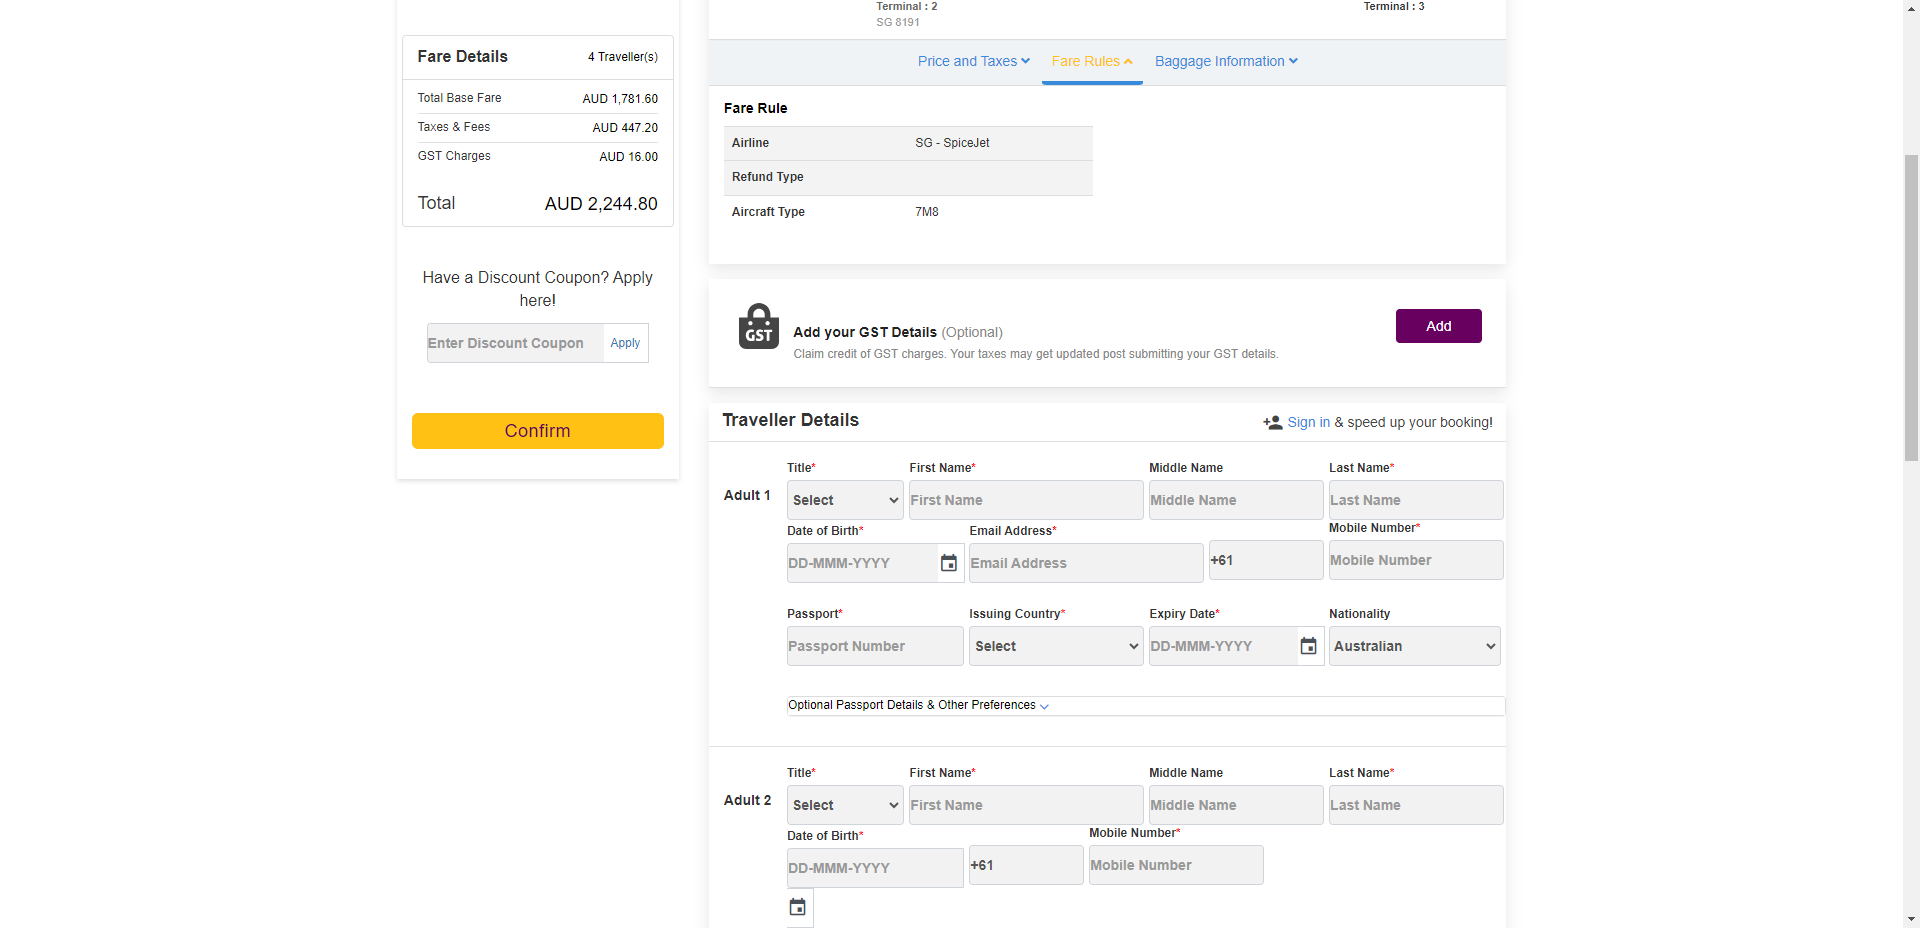 Terminal : 2
Terminal : 3
SG 8191
Fare Details
4 Traveller(s)
Total Base Fare
AUD 1,781.60
Taxes & Fees
AUD 447.20
GST Charges
AUD 16.00
Total
AUD 2,244.80
Have a Discount Coupon? Apply
here!
Enter Discount Coupon
Apply
Confirm
Price and Taxes
Fare Rules
Baggage Information
Fare Rule
Airline
SG - SpiceJet
Refund Type
Aircraft Type
7M8
GST
Add your GST Details (Optional)
Claim credit of GST charges. Your taxes may get updated post submitting your GST details.
Add
Traveller Details
Sign in & speed up your booking!
Adult 1
Title*
First Name*
Middle Name
Last Name*
Select
First Name
Middle Name
Last Name
Date of Birth*
Email Address*
Mobile Number*
DD-MMM-YYYY
Email Address
+61
Mobile Number
Passport*
Issuing Country*
Expiry Date*
Nationality
Passport Number
Select
DD-MMM-YYYY
Australian
Optional Passport Details & Other Preferences
Adult 2
Title*
First Name*
Middle Name
Last Name*
Select
First Name
Middle Name
Last Name
Date of Birth*
Mobile Number*
DD-MMM-YYYY
+61
Mobile Number